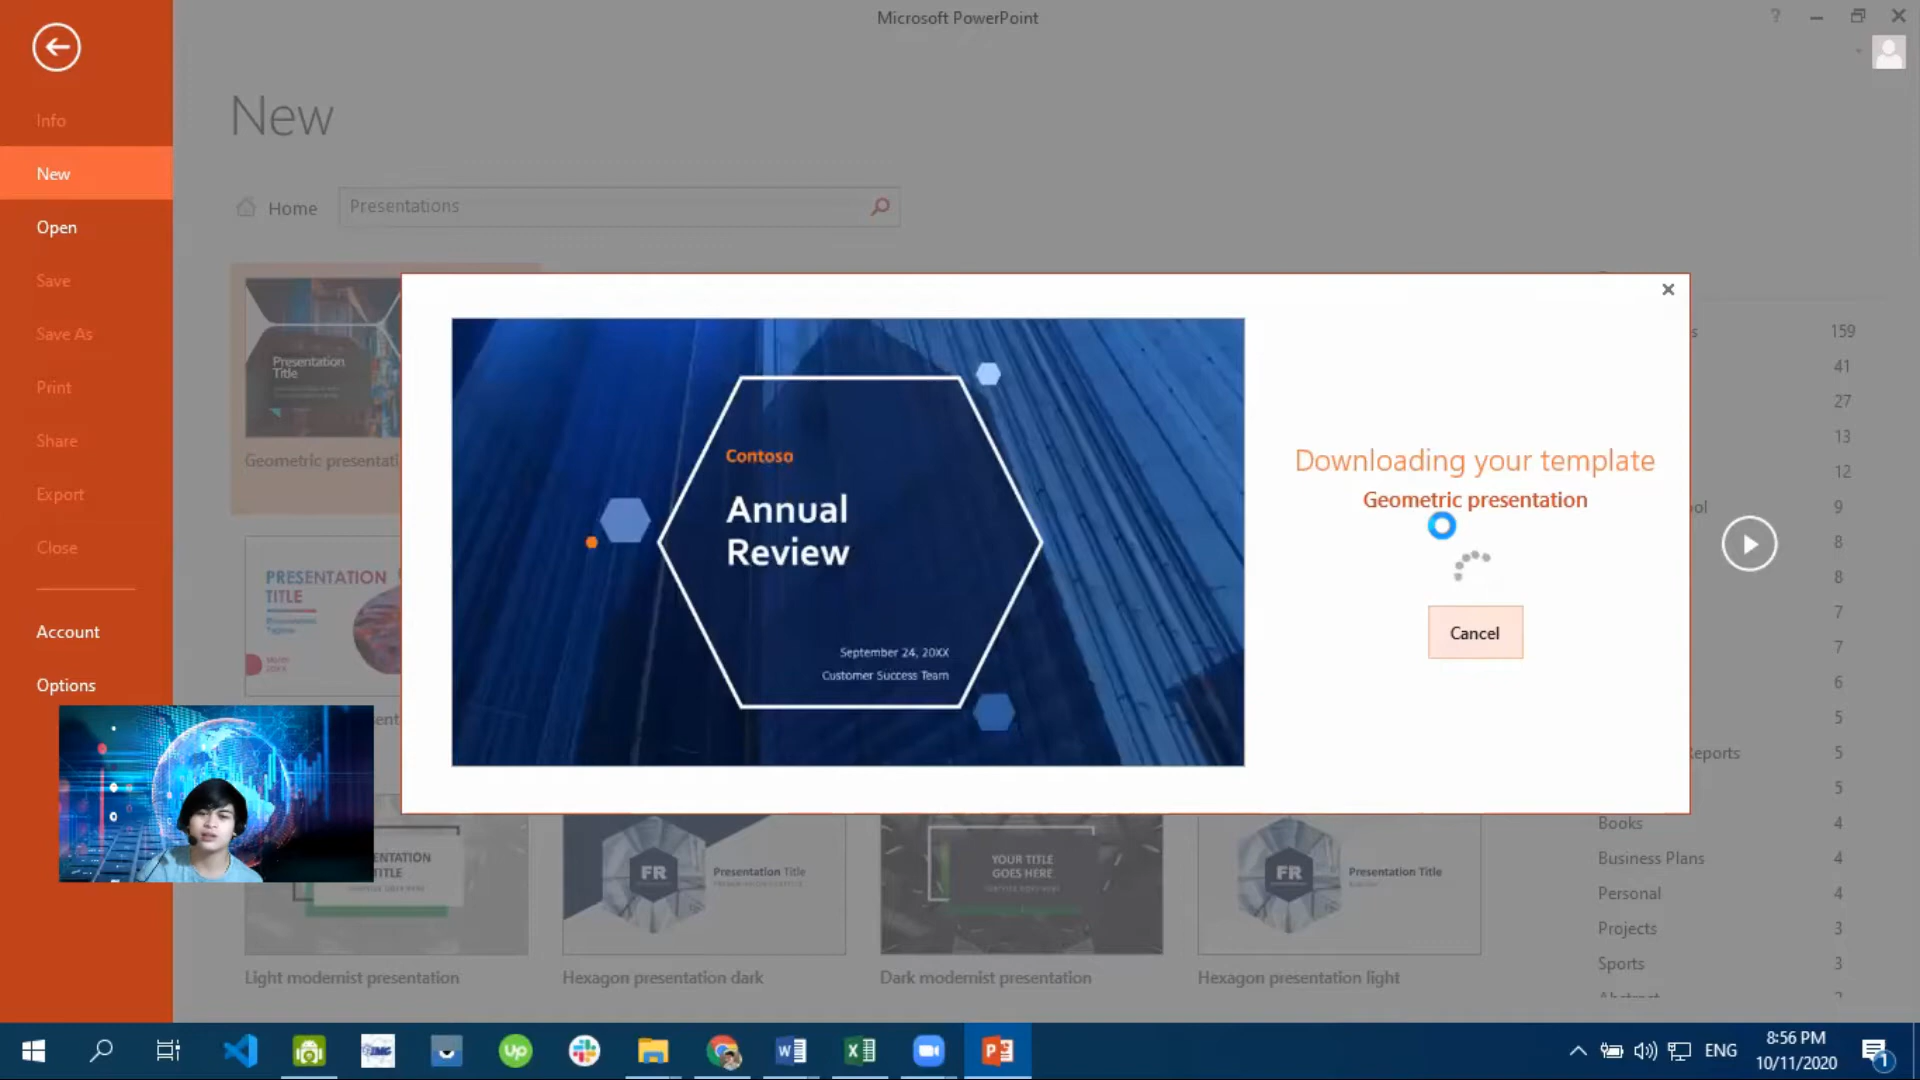 Microsoft PowerPoint
?
Info
New
Open
Save
Save As
Print
Share
Export
Close
Account
Options
New
Home
Presentations
Presentation
Title
Geometric presentati
PRESENTATION
TITLE
Contoso
Annual
Review
September 24, 20XX
Customer Success Team
Downloading your template
Geometric presentation
Cancel
159
41
27
13
12
9
8
8
7
7
6
5
eports 5
5
Books 4
Business Plans 4
Personal 4
Projects 3
Sports 3
ENTATION
TITLE
FR
Presentation Title
YOUR TITLE
GOES HERE
FR
Presentation Title
Light modernist presentation
Hexagon presentation dark
Dark modernist presentation
Hexagon presentation light
Up
ENG
8:56 PM
10/11/2020
1